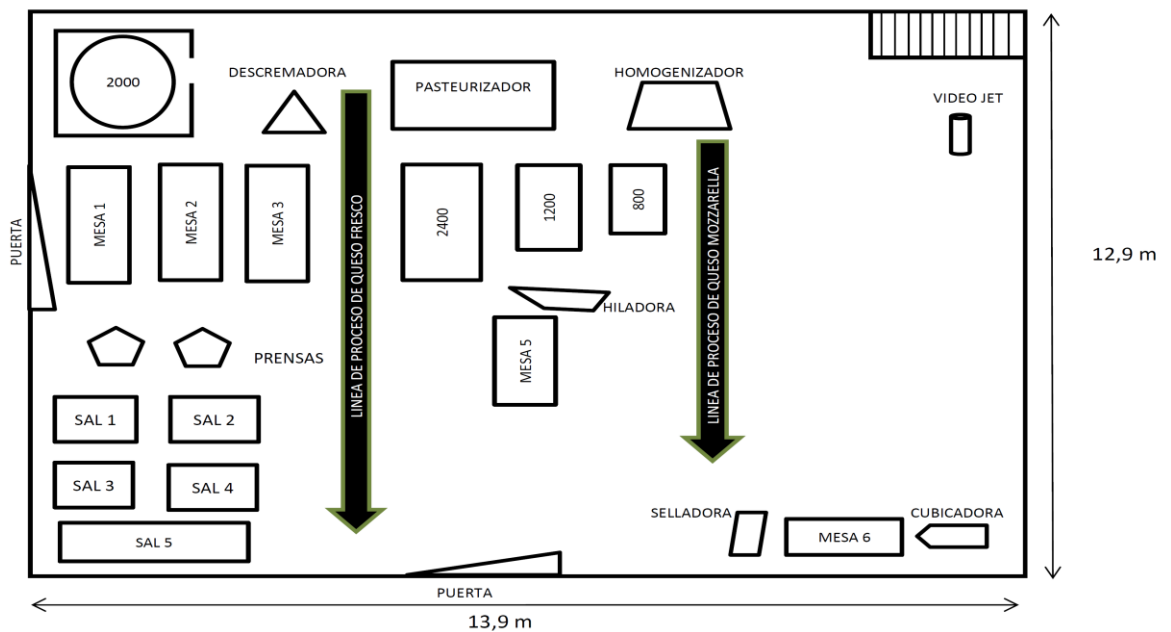 2000
DESCREMADORA
PASTEURIZADOR
HOMOGENIZADOR
VIDEO JET
PUERTA
MESA 1
MESA 2
MESA 3
LINEA DE PROCESO DE QUESO FRESCO
2400
1200
800
LINEA DE PROCESO DE QUESO MOZZARELLA
12,9 m
HILADORA
MESA 5
PRENSAS
SAL 1
SAL 2
SAL 3
SAL 4
SAL 5
SELLADORA
MESA 6
CUBICADORA
PUERTA
13,9 m